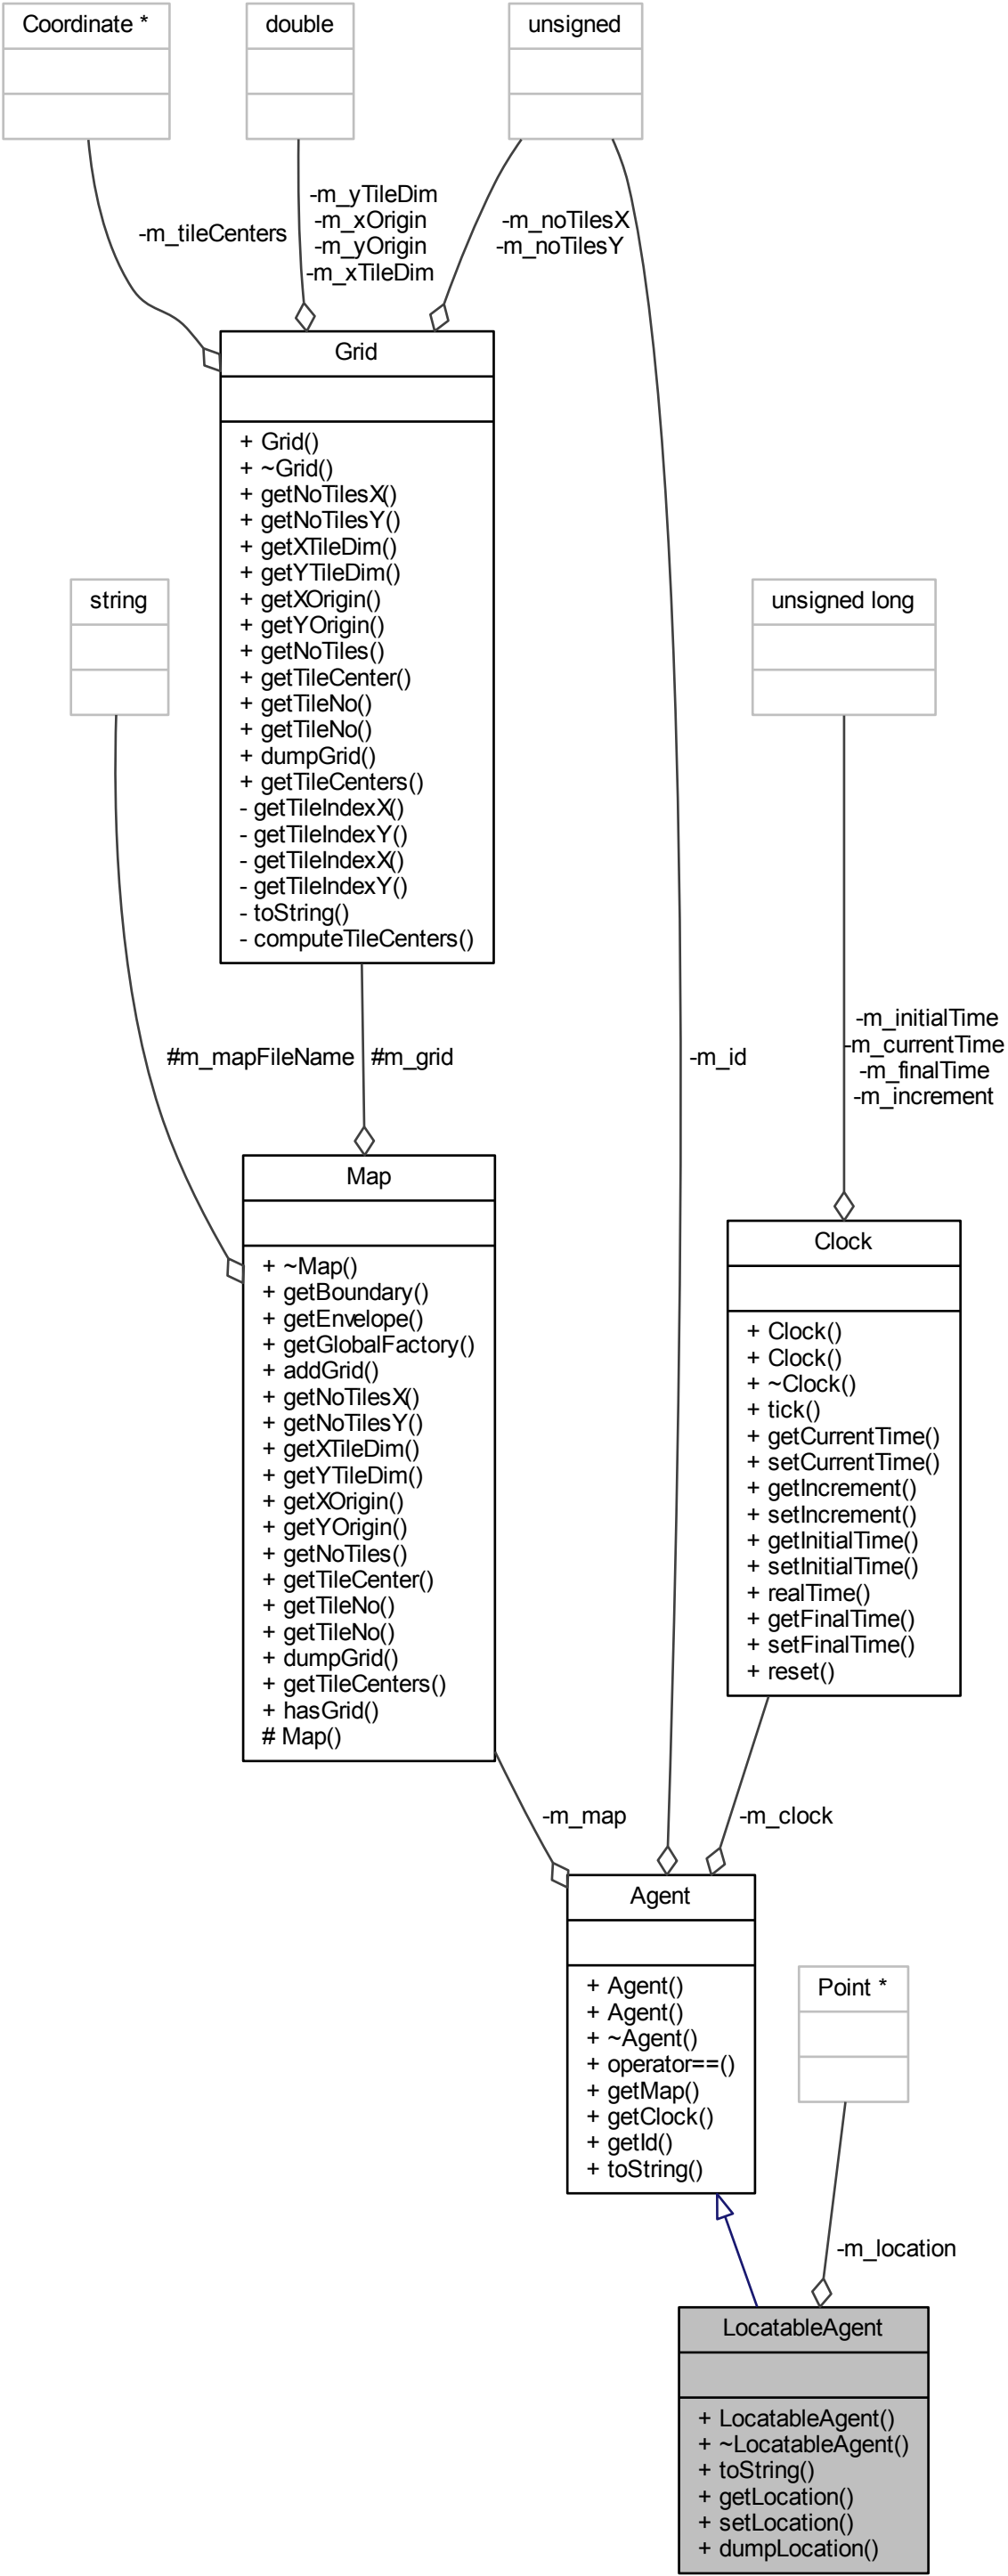 Coordinate *
double
unsigned
-m_tileCenters
-m_yTileDim
-m_xOrigin
-m_yOrigin
-m_xTileDim
-m_noTilesX
-m_noTilesY
Grid
+ Grid()
+ ~Grid()
+ getNoTilesX()
+ getNoTilesY()
+ getXTileDim()
+ getYTileDim()
+ getXOrigin()
+ getYOrigin()
+ getNoTiles()
+ getTileCenter()
+ getTileNo()
+ getTileNo()
+ dumpGrid()
+ getTileCenters()
- getTileIndexX()
- getTileIndexY()
- getTileIndexX()
- getTileIndexY()
- toString()
- computeTileCenters()
string
unsigned long
#m_mapFileName
#m_grid
-m_id
-m_initialTime
-m_currentTime
-m_finalTime
-m_increment
Map
+ ~Map()
+ getBoundary()
+ getEnvelope()
+ getGlobalFactory()
+ addGrid()
+ getNoTilesX()
+ getNoTilesY()
+ getXTileDim()
+ getYTileDim()
+ getXOrigin()
+ getYOrigin()
+ getNoTiles()
+ getTileCenter()
+ getTileNo()
+ getTileNo()
+ dumpGrid()
+ getTileCenters()
+ hasGrid()
# Map()
Clock
+ Clock()
+ Clock()
+ ~Clock()
+ tick()
+ getCurrentTime()
+ setCurrentTime()
+ getIncrement()
+ setIncrement()
+ getInitialTime()
+ setInitialTime()
+ realTime()
+ getFinalTime()
+ setFinalTime()
+ reset()
-m_map
-m_clock
Agent
+ Agent()
+ Agent()
+ ~Agent()
+ operator==()
+ getMap()
+ getClock()
+ getId()
+ toString()
Point *
-m_location
LocatableAgent
+ LocatableAgent()
+ ~LocatableAgent()
+ toString()
+ getLocation()
+ setLocation()
+ dumpLocation()